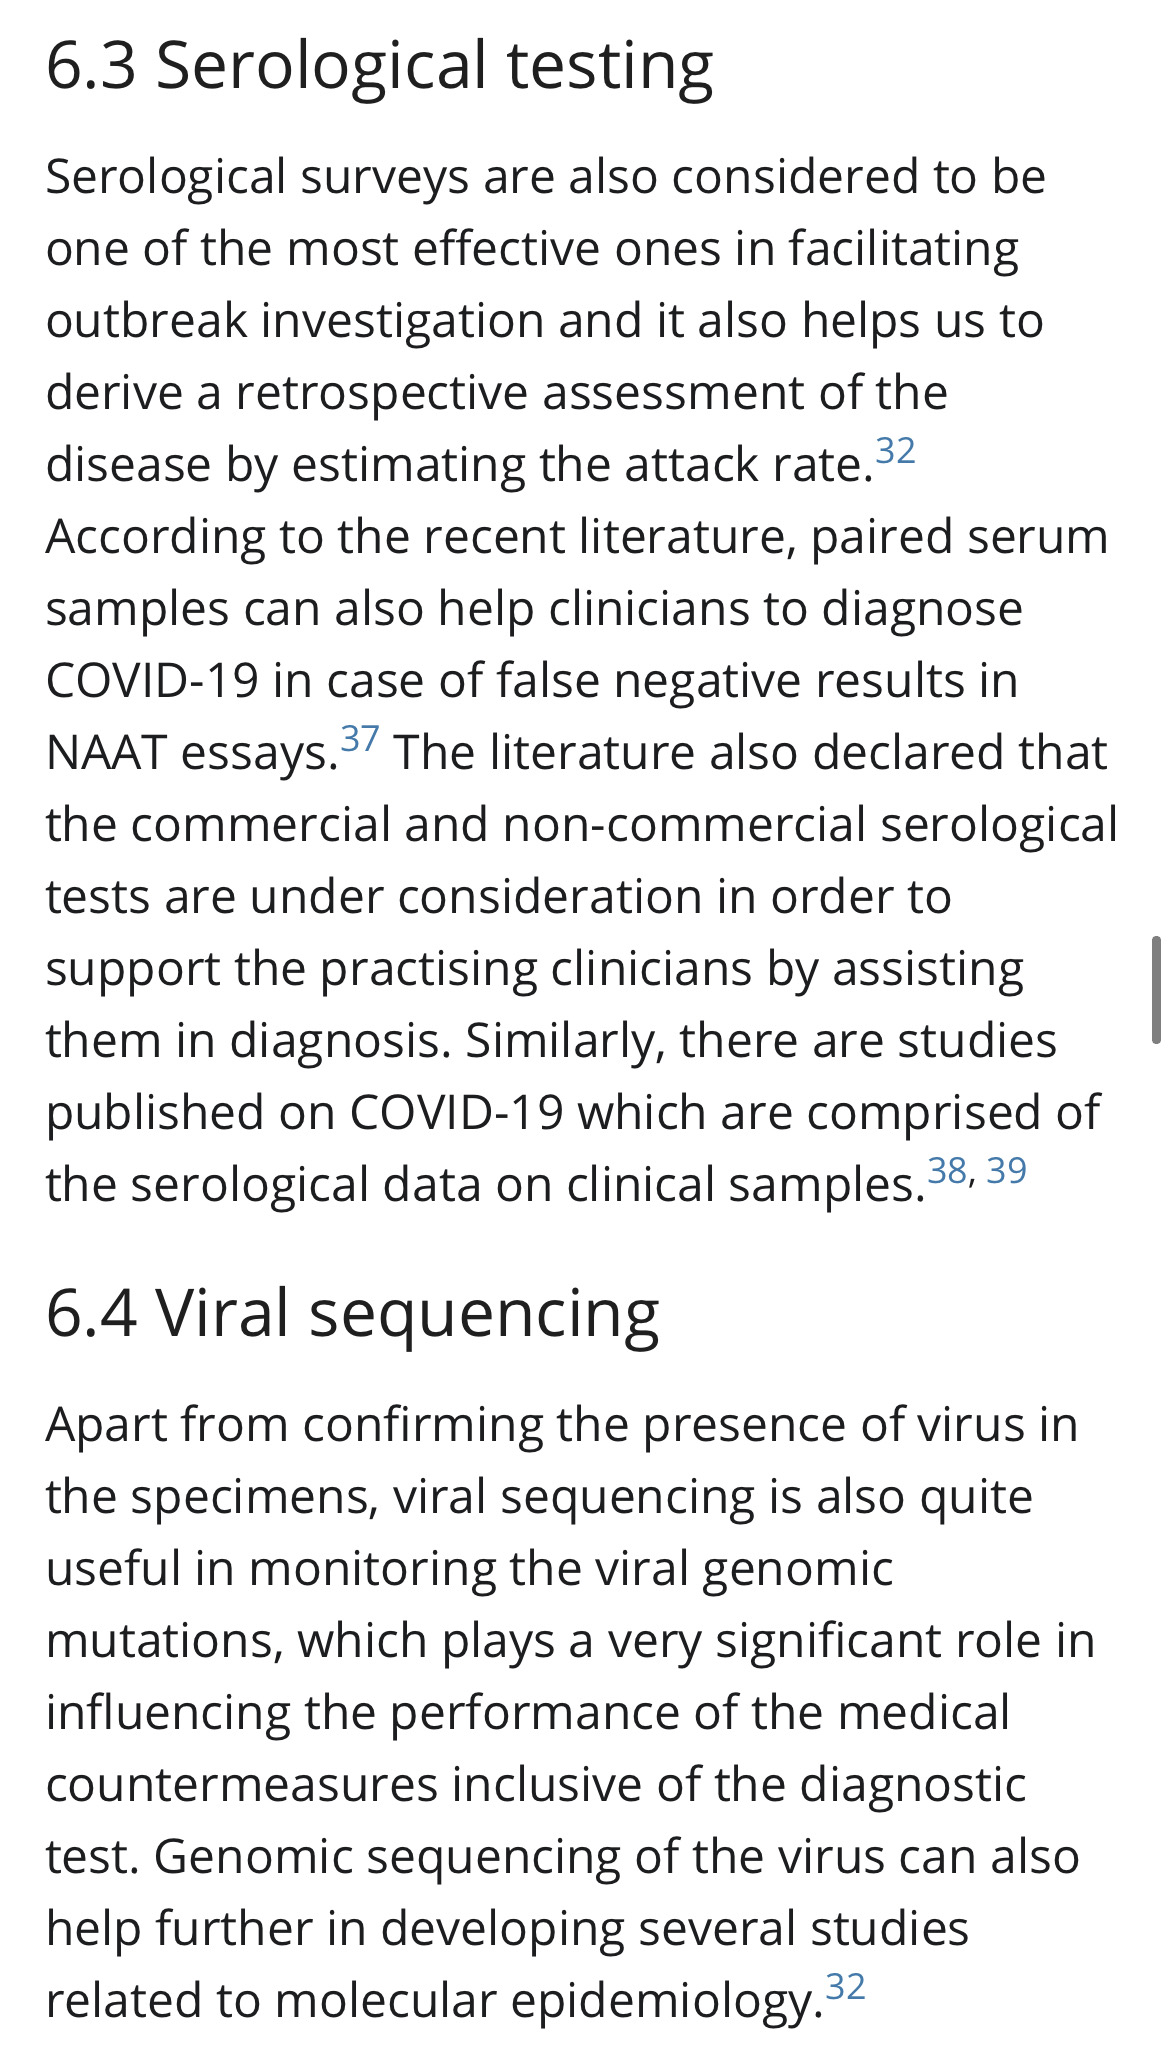 6.3 Serological testing
Serological surveys are also considered to be
one of the most effective ones in facilitating
outbreak investigation and it also helps us to
derive a retrospective assessment of the
disease by estimating the attack rate.32
According to the recent literature, paired serum
samples can also help clinicians to diagnose
COVID-19 in case of false negative results in
NAAT essays.37 The literature also declared that
the commercial and non-commercial serological
tests are under consideration in order to
support the practising clinicians by assisting
them in diagnosis. Similarly, there are studies
published on COVID-19 which are comprised of
the serological data on clinical samples.38, 39
6.4 Viral sequencing
Apart from confirming the presence of virus in
the specimens, viral sequencing is also quite
useful in monitoring the viral genomic
mutations, which plays a very significant role in
influencing the performance of the medical
countermeasures inclusive of the diagnostic
test. Genomic sequencing of the virus can also
help further in developing several studies
related to molecular epidemiology.32